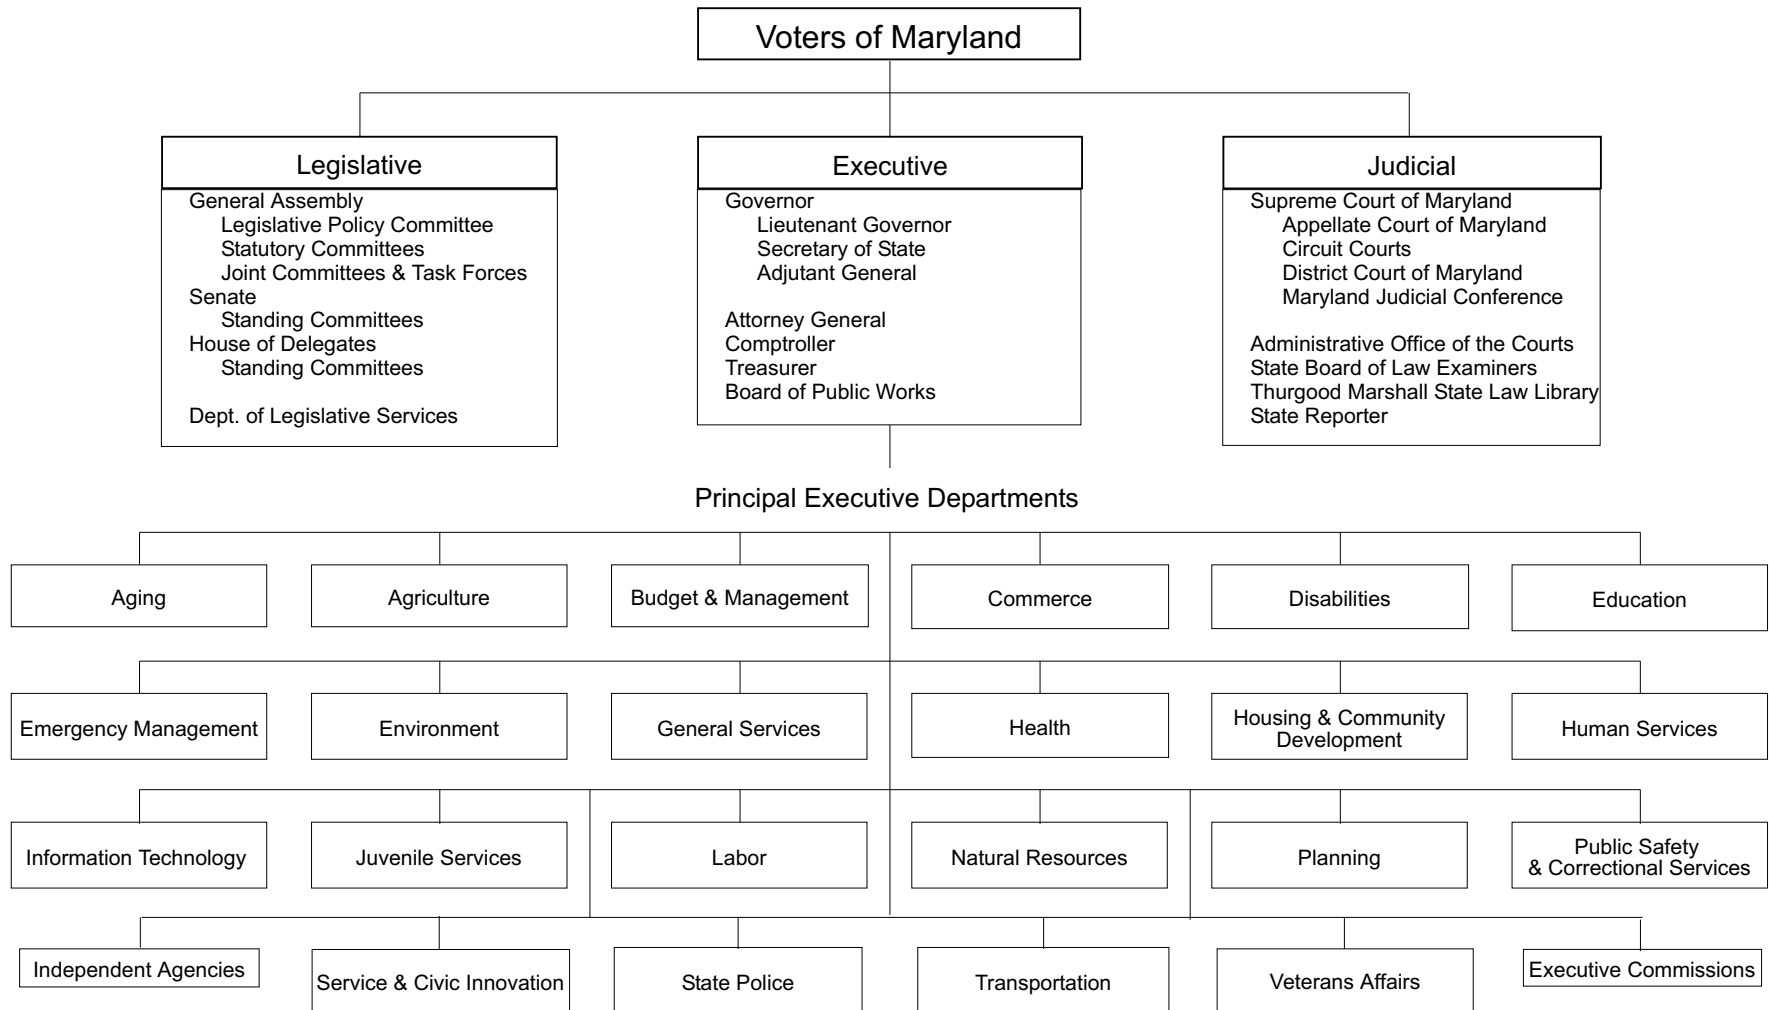 Voters of Maryland
Legislative
General Assembly
Legislative Policy Committee
Statutory Committees
Joint Committees & Task Forces
Senate
Standing Committees
House of Delegates
Standing Committees
Dept. of Legislative Services
Executive
Governor
Lieutenant Governor
Secretary of State
Adjutant General
Attorney General
Comptroller
Treasurer
Board of Public Works
Judicial
Supreme Court of Maryland
Appellate Court of Maryland
Circuit Courts
District Court of Maryland
Maryland Judicial Conference
Administrative Office of the Courts
State Board of Law Examiners
Thurgood Marshall State Law Library
State Reporter
Principal Executive Departments
Aging
Agriculture
Budget & Management
Commerce
Disabilities
Education
Emergency Management
Environment
General Services
Health
Housing & Community
Development
Human Services
Information Technology
Juvenile Services
Labor
Natural Resources
Planning
Public Safety
& Correctional Services
Independent Agencies
Service & Civic Innovation
State Police
Transportation
Veterans Affairs
Executive Commissions